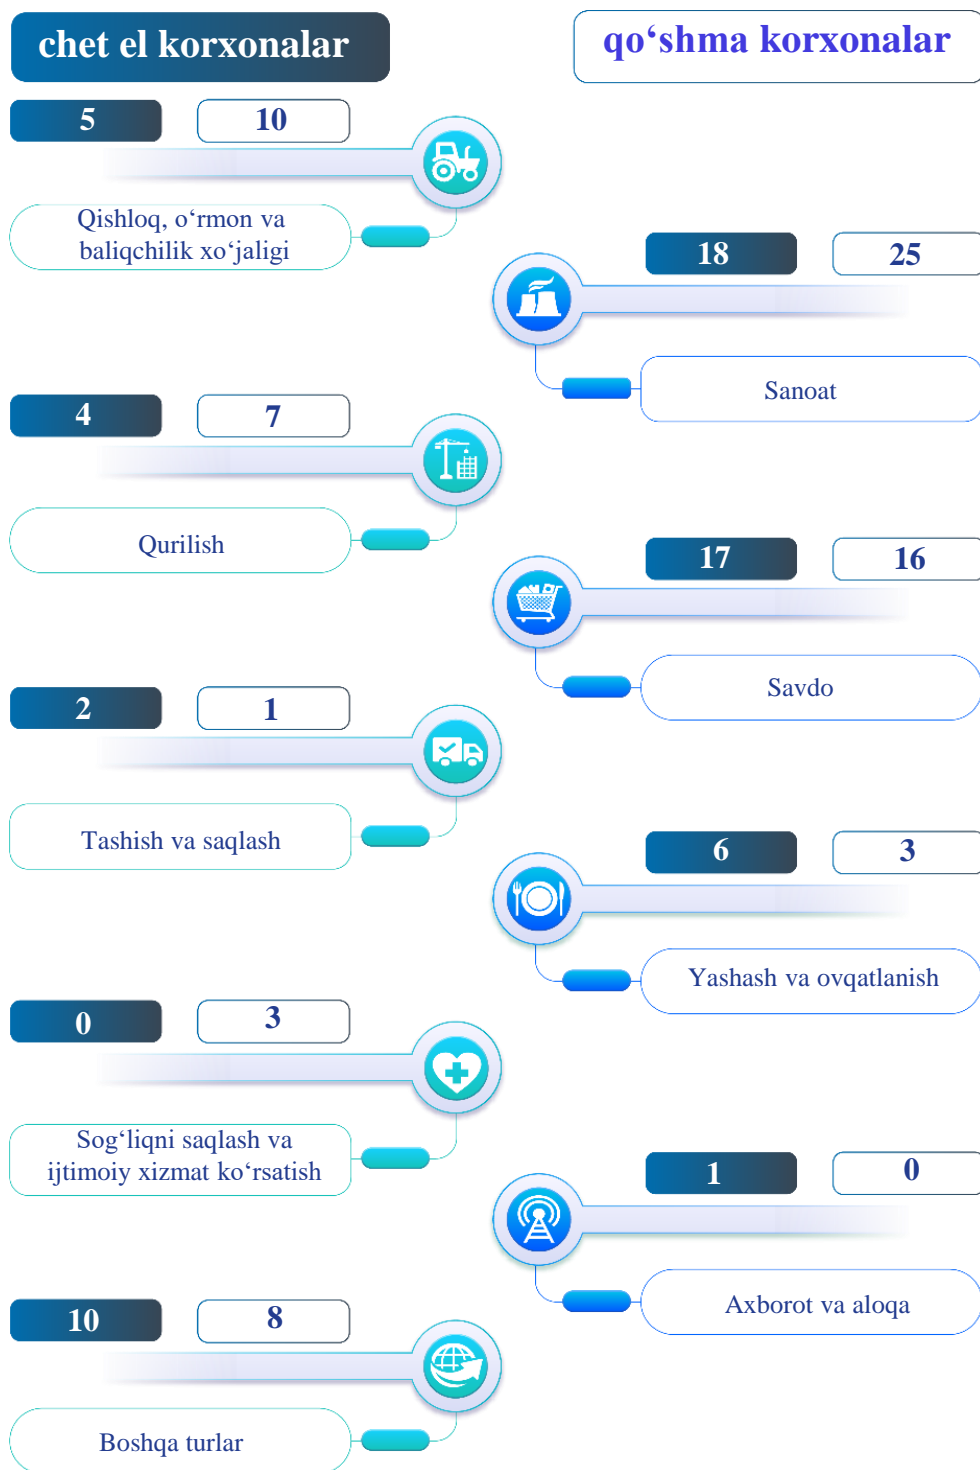 chet el korxonalar
qo‘shma korxonalar
5
10
Qishloq, o‘rmon va
baliqchilik xo‘jaligi
18
25
Sanoat
4
7
Qurilish
17
16
Savdo
2
1
Tashish va saqlash
6
3
Yashash va ovqatlanish
0
3
Sog‘liqni saqlash va
ijtimoiy xizmat ko‘rsatish
1
0
Axborot va aloqa
10
8
Boshqa turlar